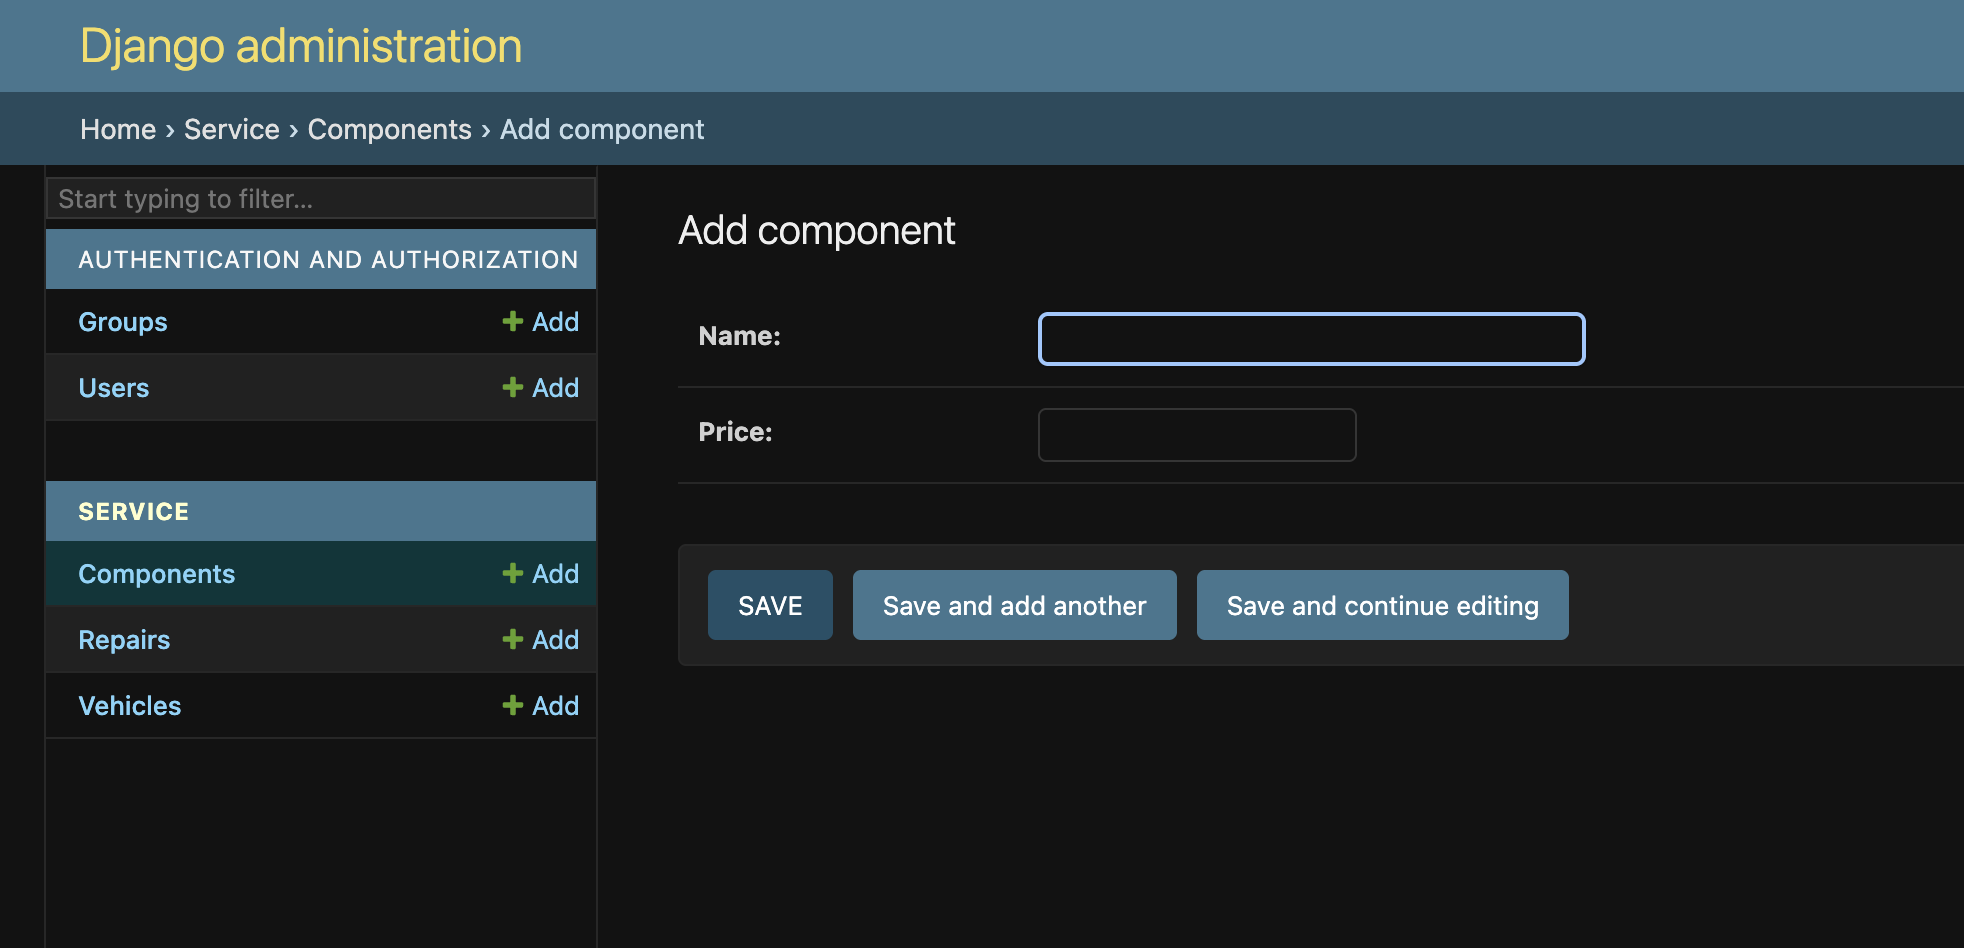 Django administration
Home › Service › Components › Add component
Start typing to filter...
AUTHENTICATION AND AUTHORIZATION
Groups + Add
Users + Add
SERVICE
Components + Add
Repairs + Add
Vehicles + Add
Add component
Name:
Price:
SAVE Save and add another Save and continue editing